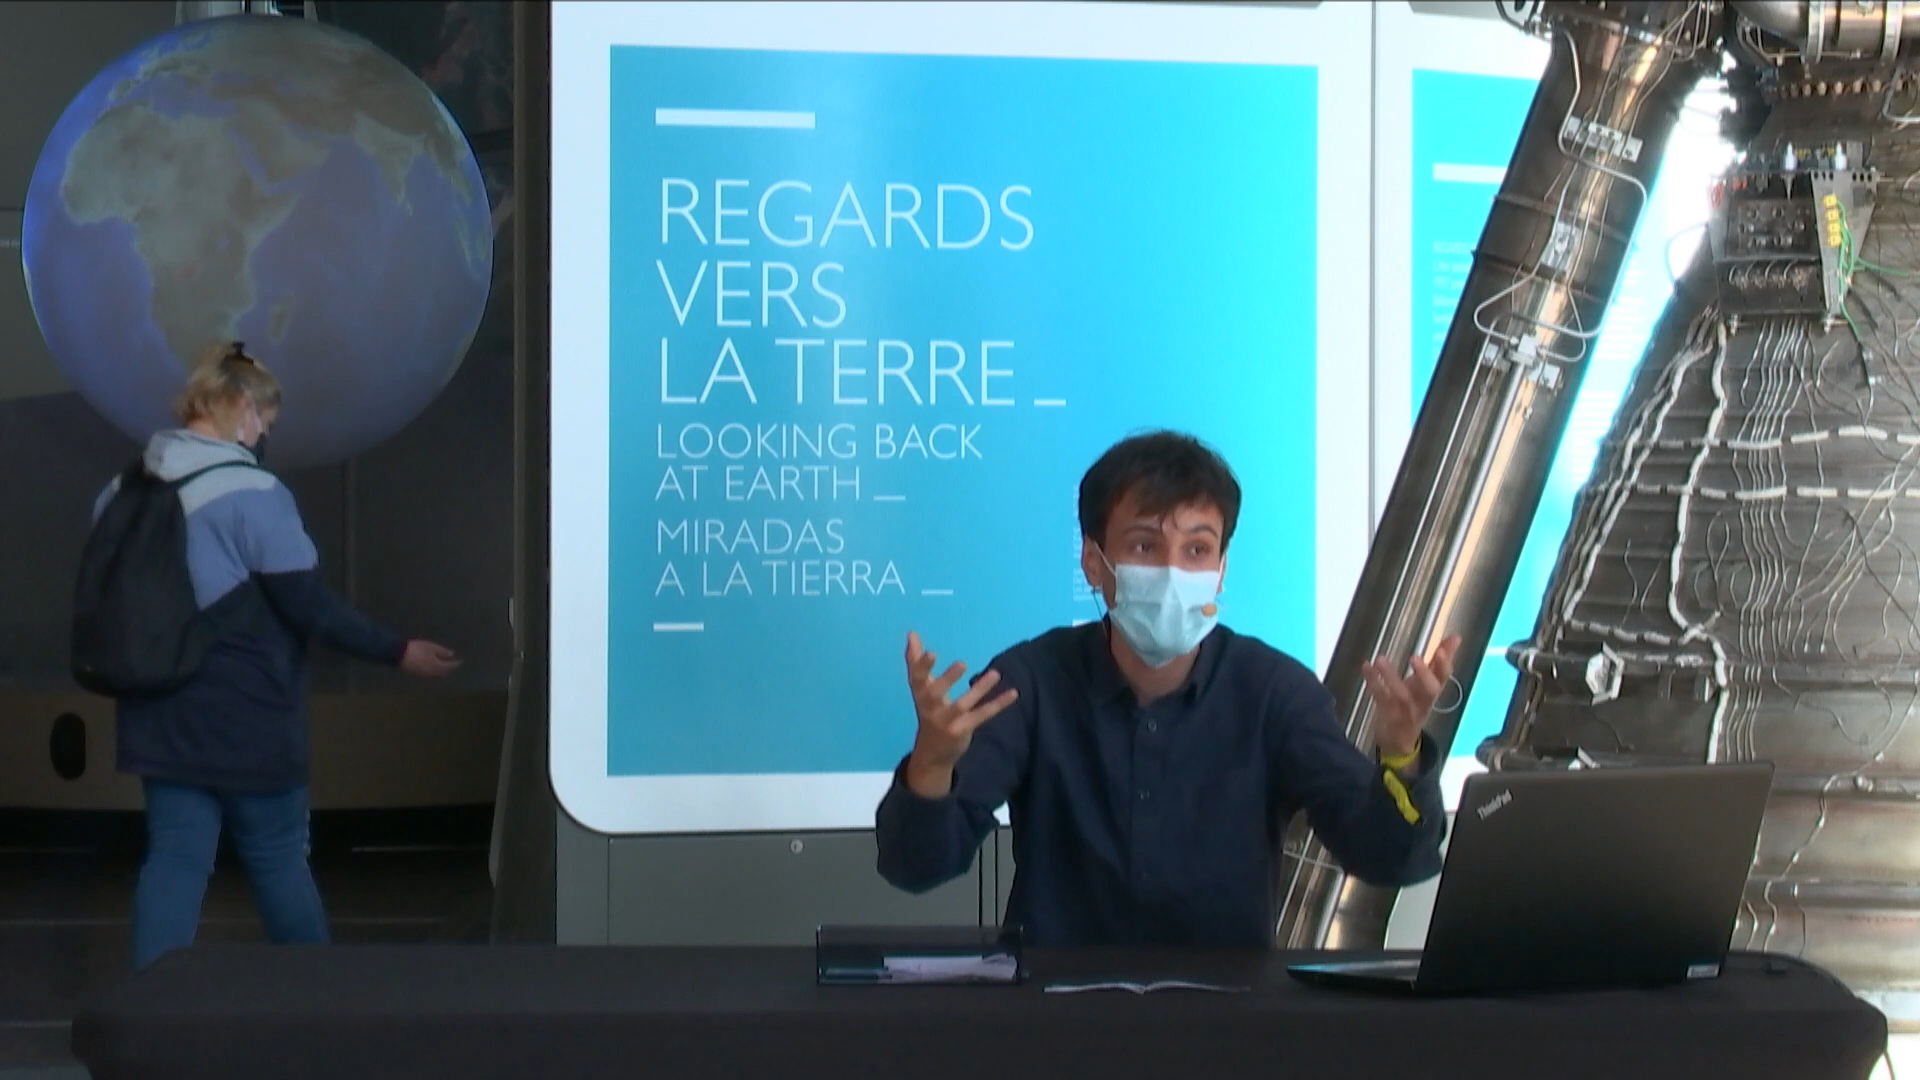 REGARDS
VERS
LA TERRE _
LOOKING BACK
AT EARTH _
MIRADAS
A LA TIERRA _
ThinkPad